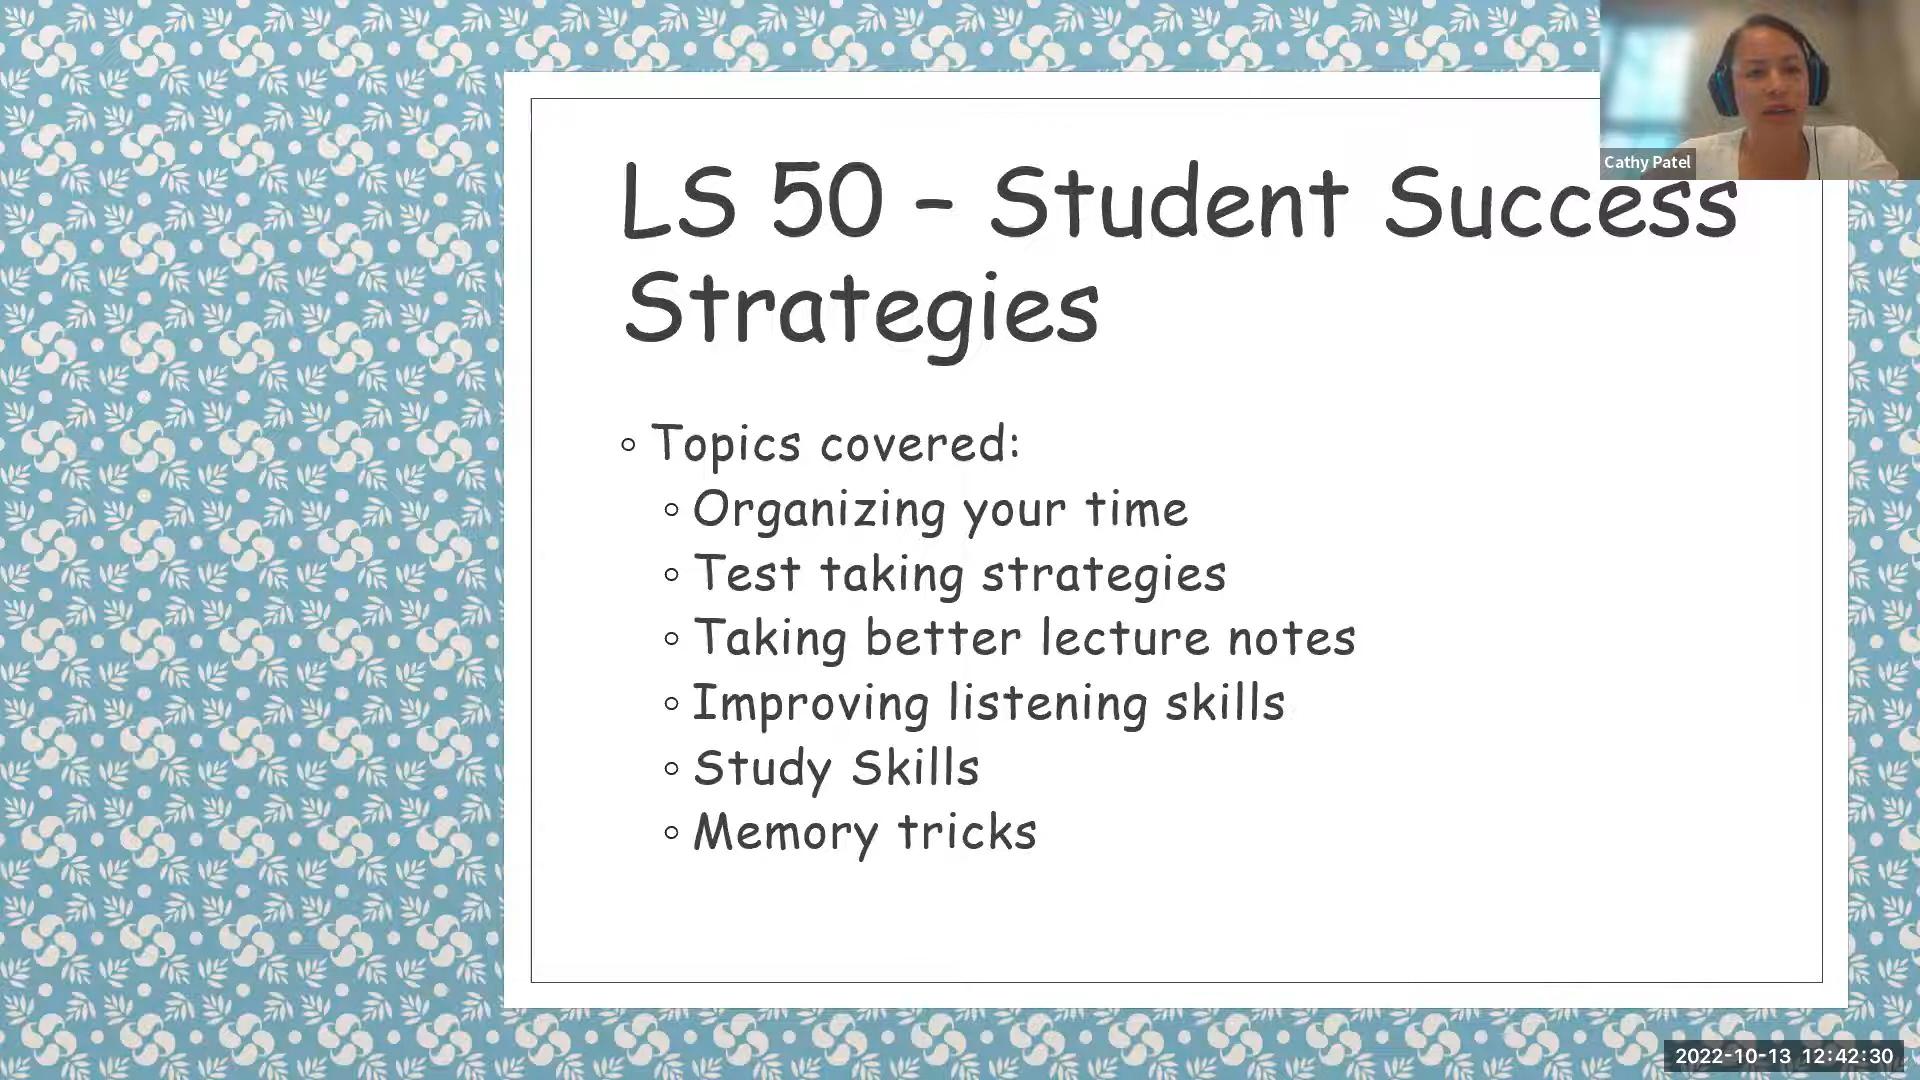 Cathy Patel
LS 50 – Student Success
Strategies
◦ Topics covered:
◦ Organizing your time
◦ Test taking strategies
◦ Taking better lecture notes
◦ Improving listening skills
◦ Study Skills
◦ Memory tricks
2022-10-13 12:42:30